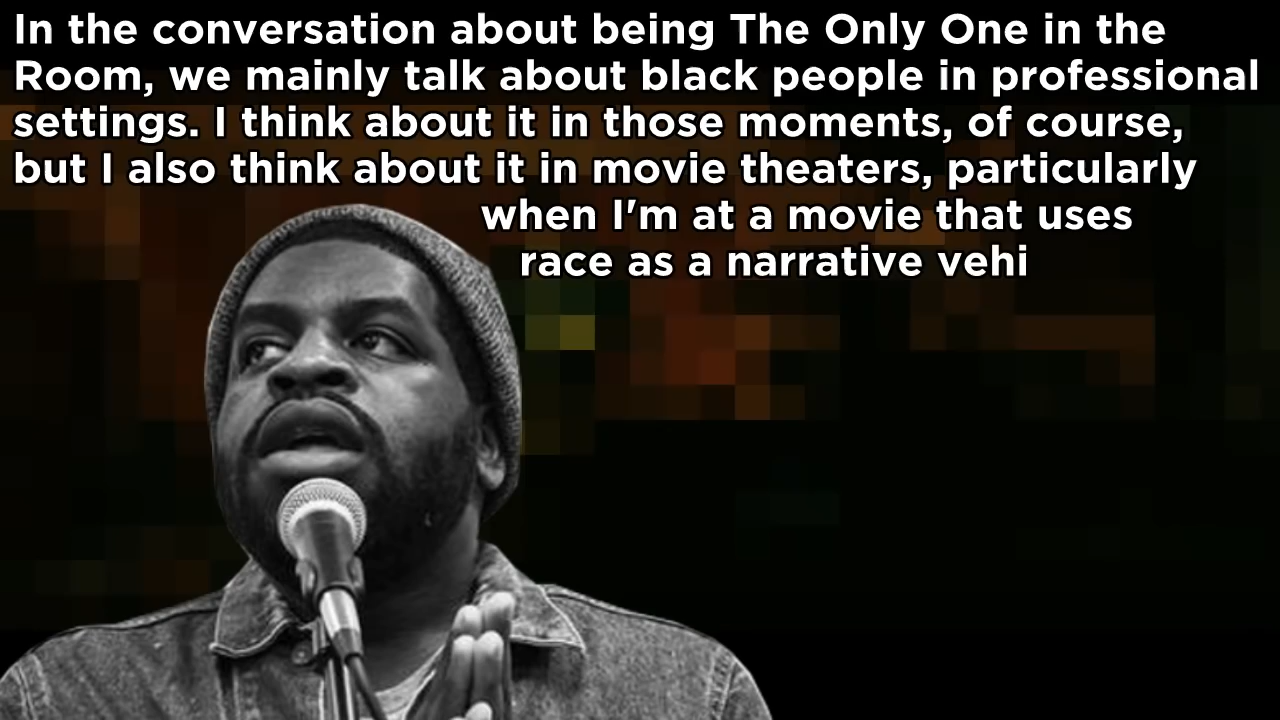 In the conversation about being The Only One in the
Room, we mainly talk about black people in professional
settings. I think about it in those moments, of course,
but I also think about it in movie theaters, particularly
when I'm at a movie that uses
race as a narrative vehi